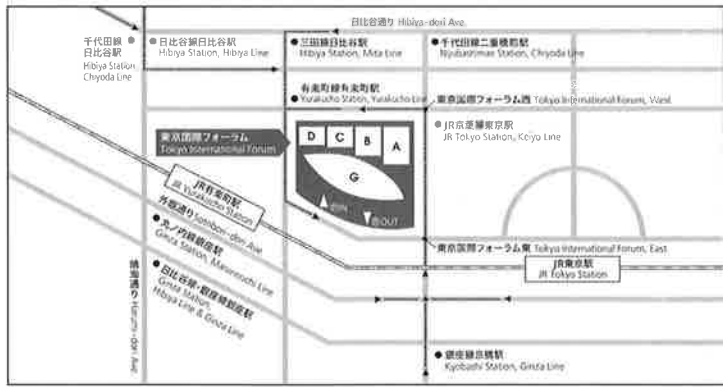 日比谷通り Hibiya-dori Ave.
千代田線
日比谷駅
Hibiya Station,
Chiyoda Line
日比谷線日比谷駅
Hibiya Station, Hibiya Line
三田線日比谷駅
Hibiya Station, Mita Line
千代田線二重橋前駅
Nijubashimae Station, Chiyoda Line
有楽町線有楽町駅
Yurakucho Station, Yurakucho Line
東京国際フォーラム西 Tokyo International Forum, West
東京国際フォーラム
Tokyo International Forum
D C B A
G
IN
OUT
JR京葉線東京駅
JR Tokyo Station, Keiyo Line
JR有楽町駅
JR Yurakucho Station
外堀通り Sotobori-dori Ave.
丸ノ内線銀座駅
Ginza Station, Marunouchi Line
日比谷線・銀座線銀座駅
Ginza Station,
Hibiya Line & Ginza Line
晴海通り Harumi-dori Ave.
東京国際フォーラム東 Tokyo International Forum, East
JR東京駅
JR Tokyo Station
銀座線京橋駅
Kyobashi Station, Ginza Line